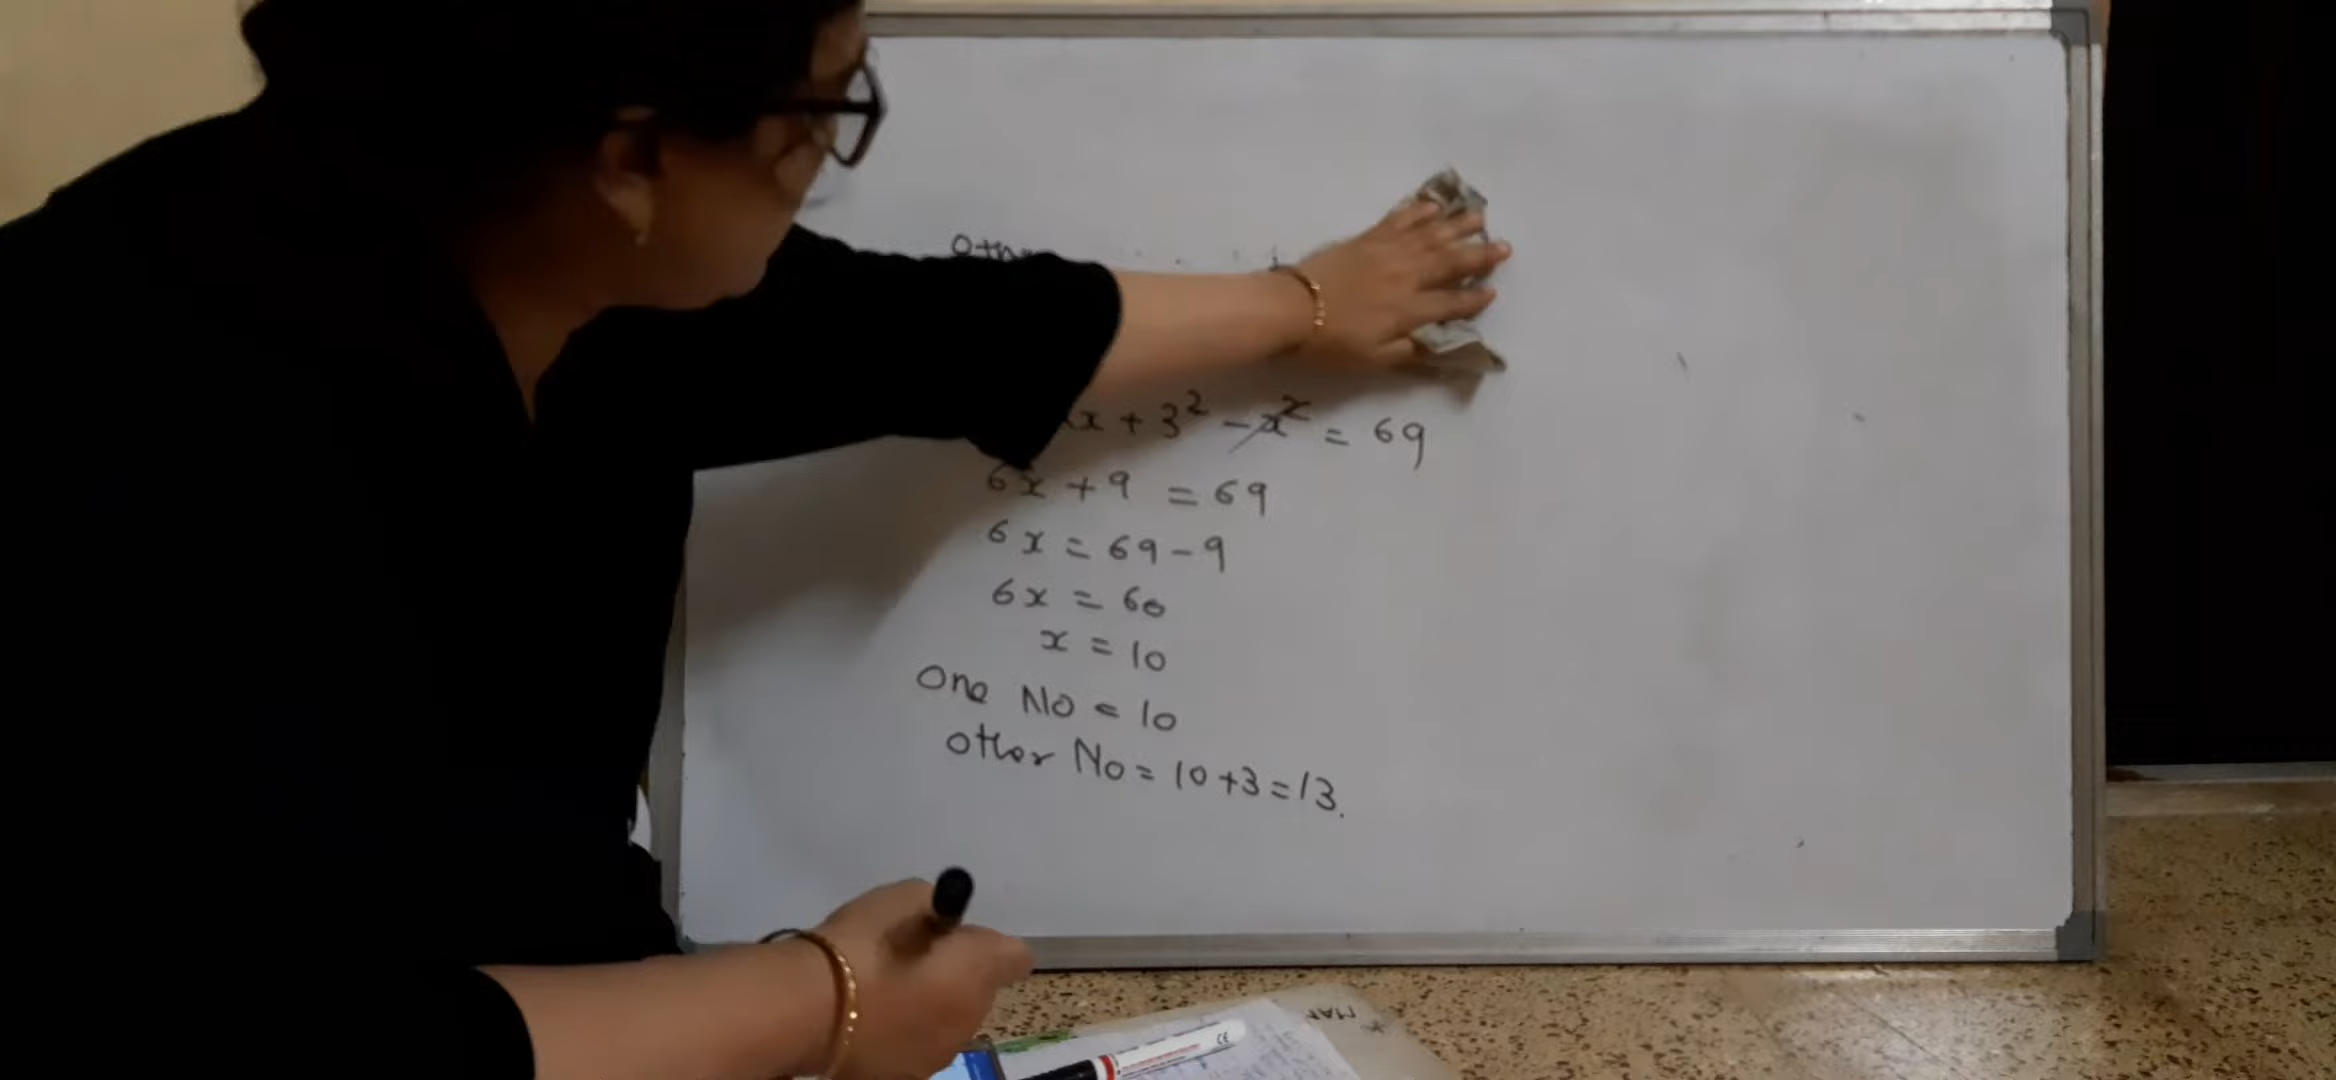 Oth
x + 3² - x² = 69
6x + 9 = 69
6x = 69 - 9
6x = 60
x = 10
One No = 10
other No = 10 + 3 = 13.